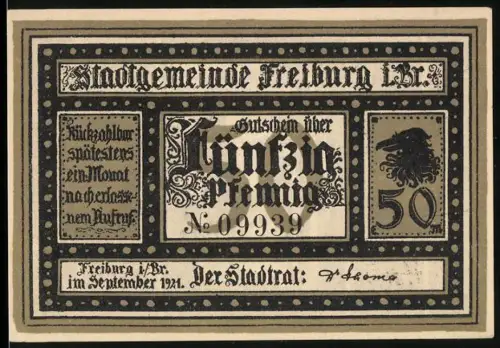 Stadtgemeinde Freiburg i.Br.
Rückzahlbar
spätestens
ein Monat
nach erlasse-
nem Aufruf.
Gutschein über
Fünfzig
Pfennig
No 09939
50
Freiburg i/Br.
im September 1921.
Der Stadtrat: